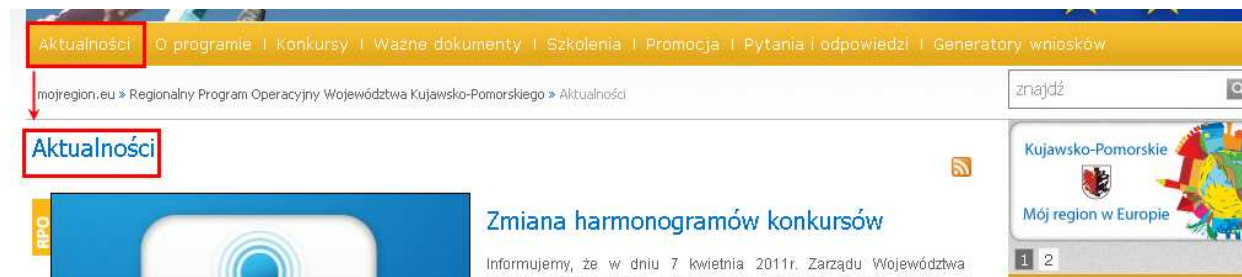 Aktualności | O programie | Konkursy | Ważne dokumenty | Szkolenia | Promocja | Pytania i odpowiedzi | Generatory wniosków
mojregion.eu » Regionalny Program Operacyjny Województwa Kujawsko-Pomorskiego » Aktualności
znajdź
Aktualności
Kujawsko-Pomorskie
Mój region w Europie
RPO
Zmiana harmonogramów konkursów
Informujemy, że w dniu 7 kwietnia 2011r. Zarządu Województwa
1 2